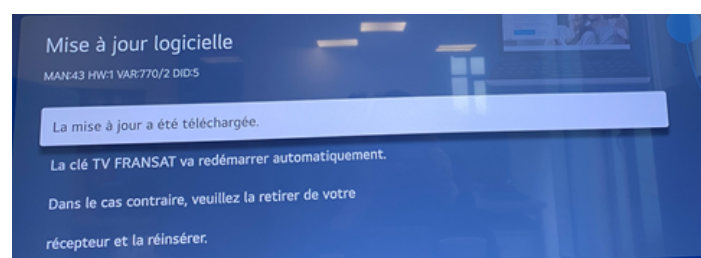 Mise à jour logicielle
MAN:43 HW:1 VAR:770/2 DID:5
La mise à jour a été téléchargée.
La clé TV FRANSAT va redémarrer automatiquement.
Dans le cas contraire, veuillez la retirer de votre
récepteur et la réinsérer.